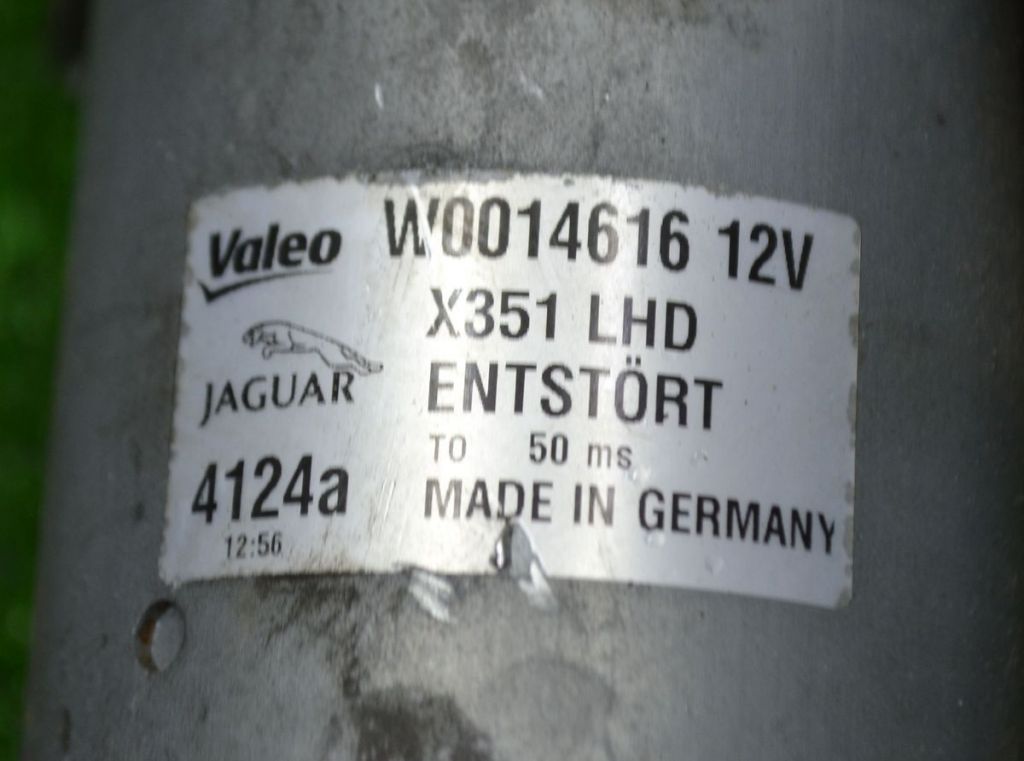 Valeo W0014616 12V
X351 LHD
JAGUAR
ENTSTÖRT
TO 50 ms
4124a
MADE IN GERMANY
12:56